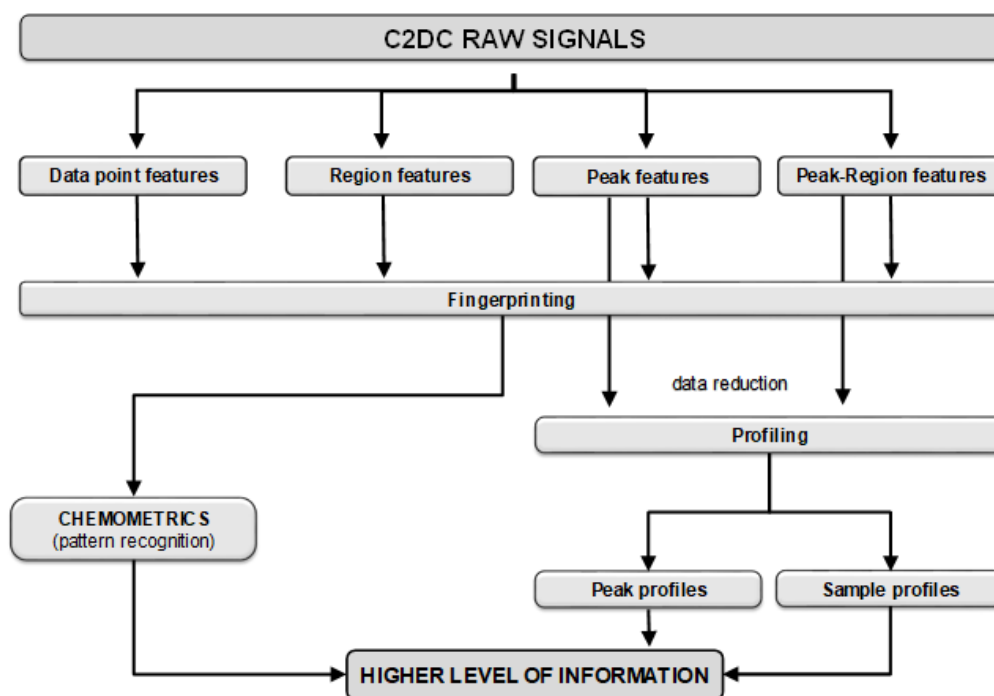 C2DC RAW SIGNALS
Data point features
Region features
Peak features
Peak-Region features
Fingerprinting
data reduction
Profiling
CHEMOMETRICS
(pattern recognition)
Peak profiles
Sample profiles
HIGHER LEVEL OF INFORMATION